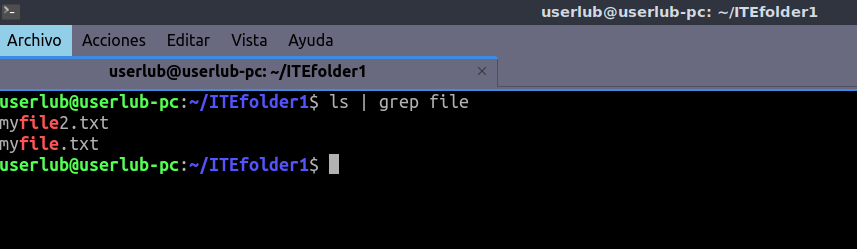 userlub@userlub-pc: ~/ITEfolder1
Archivo Acciones Editar Vista Ayuda
userlub@userlub-pc: ~/ITEfolder1 ×
userlub@userlub-pc:~/ITEfolder1$ ls | grep file
myfile2.txt
myfile.txt
userlub@userlub-pc:~/ITEfolder1$